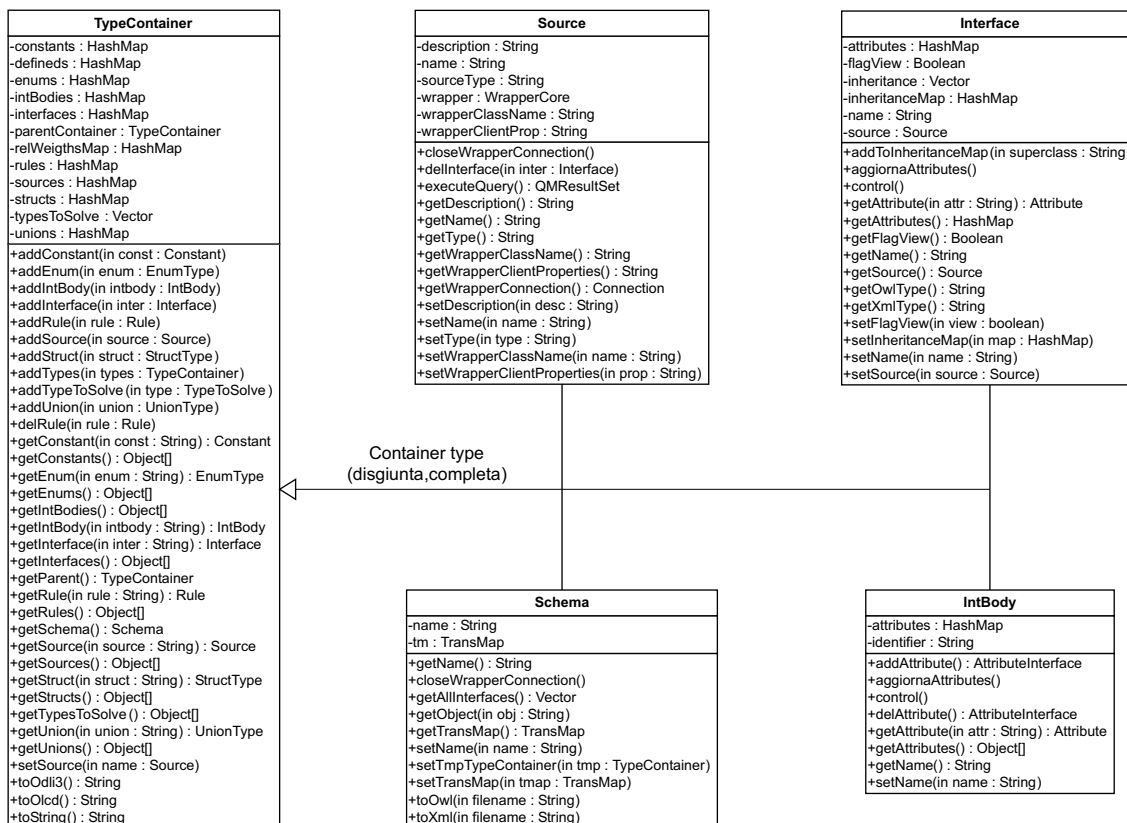 TypeContainer
-constants : HashMap
-defineds : HashMap
-enums : HashMap
-intBodies : HashMap
-interfaces : HashMap
-parentContainer : TypeContainer
-relWeigthsMap : HashMap
-rules : HashMap
-sources : HashMap
-structs : HashMap
-typesToSolve : Vector
-unions : HashMap
+addConstant(in const : Constant)
+addEnum(in enum : EnumType)
+addIntBody(in intbody : IntBody)
+addInterface(in inter : Interface)
+addRule(in rule : Rule)
+addSource(in source : Source)
+addStruct(in struct : StructType)
+addTypes(in types : TypeContainer)
+addTypeToSolve(in type : TypeToSolve)
+addUnion(in union : UnionType)
+delRule(in rule : Rule)
+getConstant(in const : String) : Constant
+getConstants() : Object[]
+getEnum(in enum : String) : EnumType
+getEnums() : Object[]
+getIntBodies() : Object[]
+getIntBody(in intbody : String) : IntBody
+getInterface(in inter : String) : Interface
+getInterfaces() : Object[]
+getParent() : TypeContainer
+getRule(in rule : String) : Rule
+getRules() : Object[]
+getSchema() : Schema
+getSource(in source : String) : Source
+getSources() : Object[]
+getStruct(in struct : String) : StructType
+getStructs() : Object[]
+getTypesToSolve() : Object[]
+getUnion(in union : String) : UnionType
+getUnions() : Object[]
+setSource(in name : Source)
+toOdli3() : String
+toOlcd() : String
+toString() : String
Source
-description : String
-name : String
-sourceType : String
-wrapper : WrapperCore
-wrapperClassName : String
-wrapperClientProp : String
+closeWrapperConnection()
+delInterface(in inter : Interface)
+executeQuery() : QMResultSet
+getDescription() : String
+getName() : String
+getType() : String
+getWrapperClassName() : String
+getWrapperClientProperties() : String
+getWrapperConnection() : Connection
+setDescription(in desc : String)
+setName(in name : String)
+setType(in type : String)
+setWrapperClassName(in name : String)
+setWrapperClientProperties(in prop : String)
Interface
-attributes : HashMap
-flagView : Boolean
-inheritance : Vector
-inheritanceMap : HashMap
-name : String
-source : Source
+addToInheritanceMap(in superclass : String
+aggiornaAttributes()
+control()
+getAttribute(in attr : String) : Attribute
+getAttributes() : HashMap
+getFlagView() : Boolean
+getName() : String
+getSource() : Source
+getOwlType() : String
+getXmlType() : String
+setFlagView(in view : boolean)
+setInheritanceMap(in map : HashMap)
+setName(in name : String)
+setSource(in source : Source)
Container type
(disgiunta,completa)
Schema
-name : String
-tm : TransMap
+getName() : String
+closeWrapperConnection()
+getAllInterfaces() : Vector
+getObject(in obj : String)
+getTransMap() : TransMap
+setName(in name : String)
+setTmpTypeContainer(in tmp : TypeContainer)
+setTransMap(in tmap : TransMap)
+toOwl(in filename : String)
+toXml(in filename : String)
IntBody
-attributes : HashMap
-identifier : String
+addAttribute() : AttributeInterface
+aggiornaAttributes()
+control()
+delAttribute() : AttributeInterface
+getAttribute(in attr : String) : Attribute
+getAttributes() : Object[]
+getName() : String
+setName(in name : String)